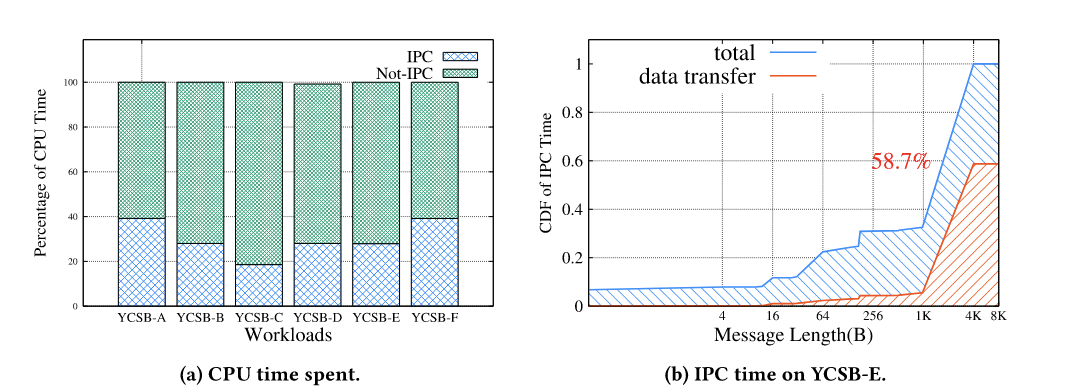 IPC
Not-IPC
100
80
60
40
20
0
Percentage of CPU Time
YCSB-A YCSB-B YCSB-C YCSB-D YCSB-E YCSB-F
Workloads
(a) CPU time spent.
total
data transfer
58.7%
1
0.8
0.6
0.4
0.2
0
CDF of IPC Time
4 16 64 256 1K 4K 8K
Message Length(B)
(b) IPC time on YCSB-E.